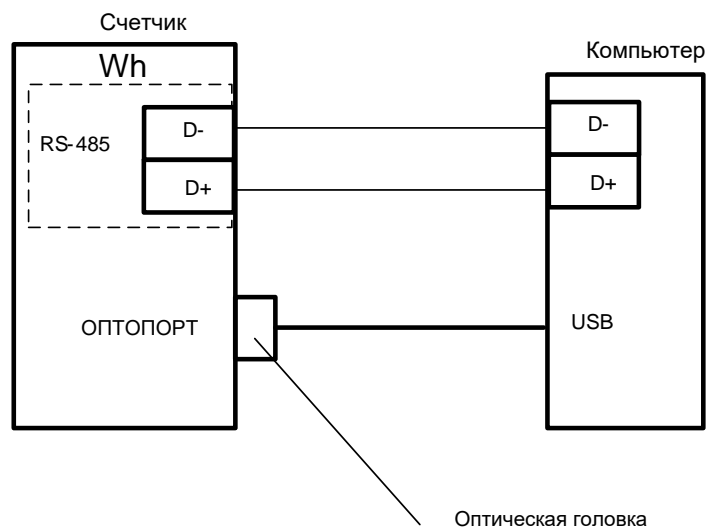 Счетчик
Компьютер
Wh
RS-485
D-
D-
D+
D+
ОПТОПОРТ
USB
Оптическая головка